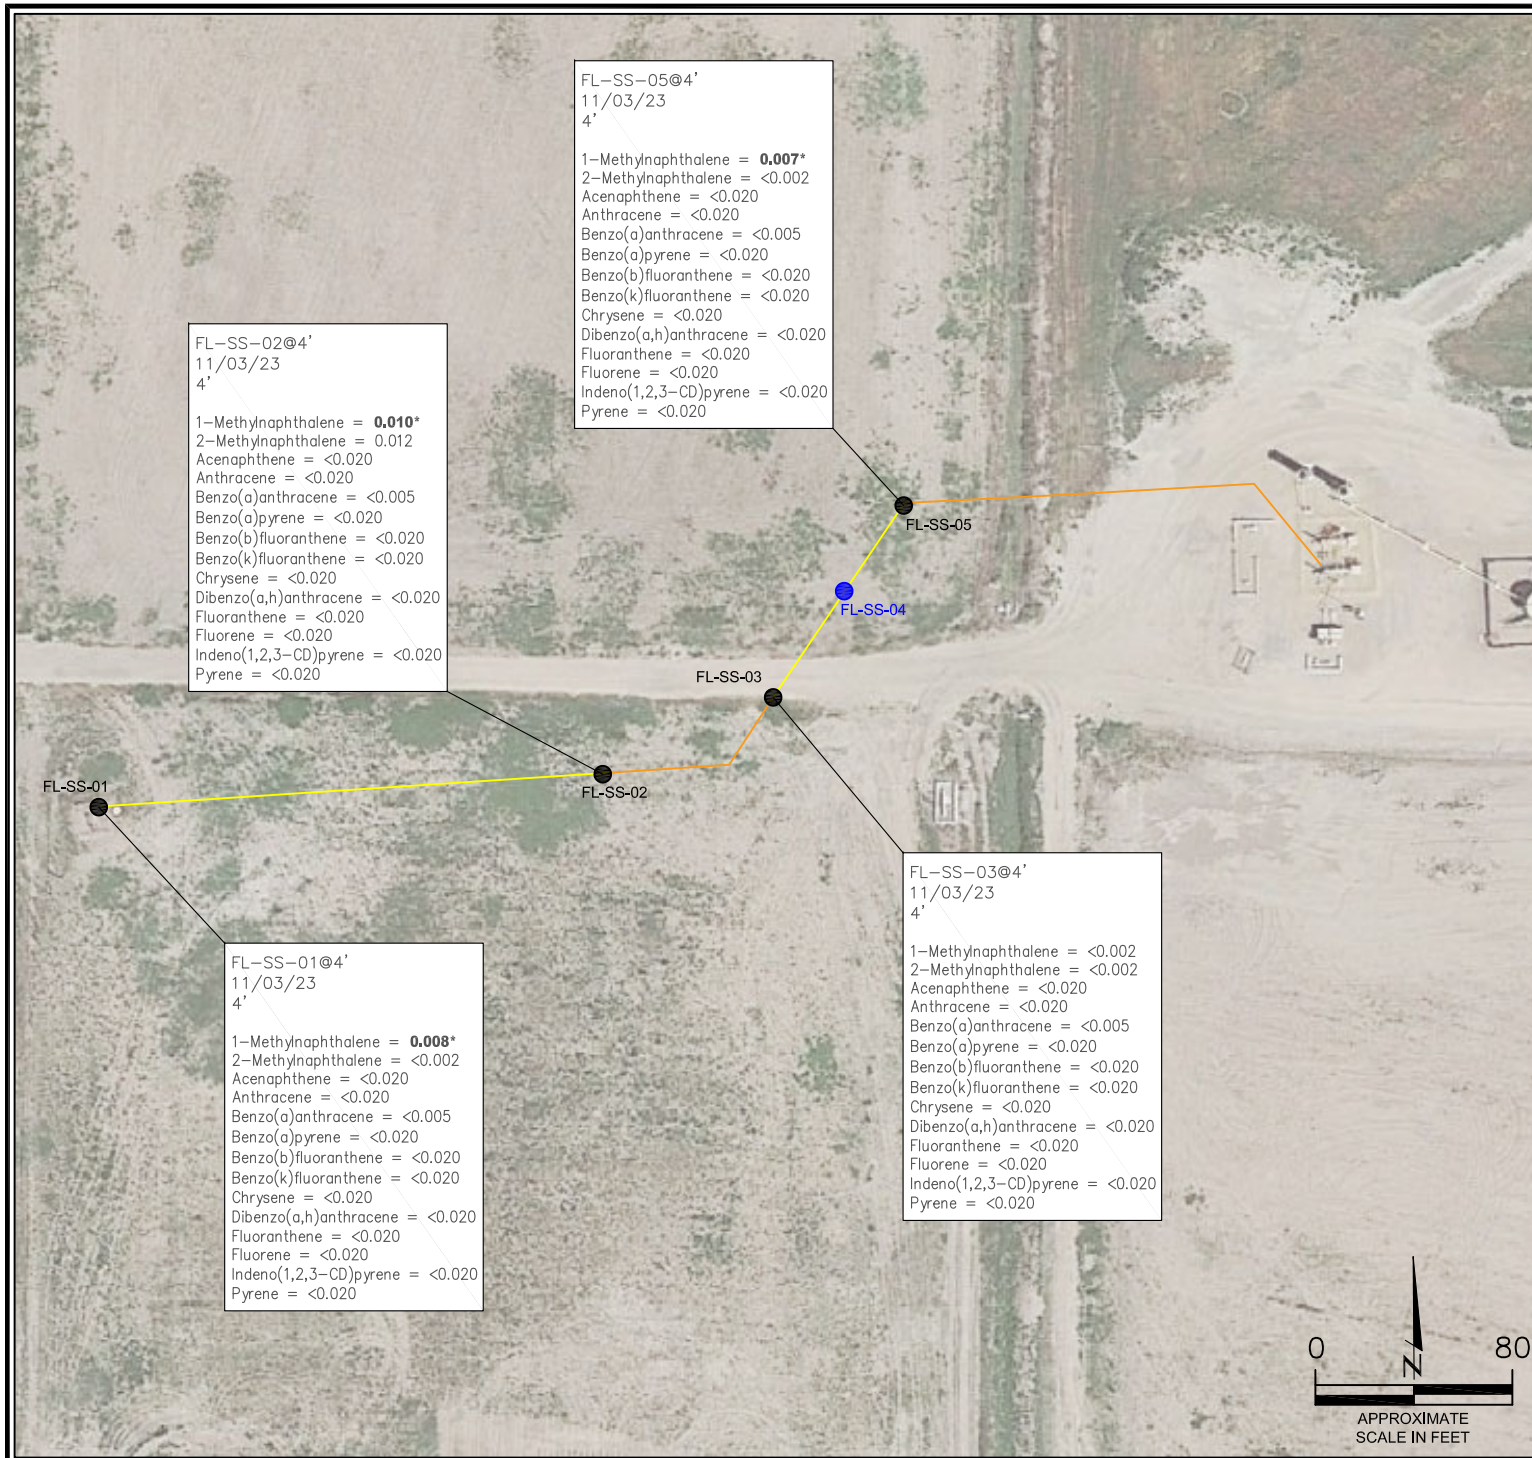 FL-SS-05@4'
11/03/23
4'
1-Methylnaphthalene = 0.007*
2-Methylnaphthalene = <0.002
Acenaphthene = <0.020
Anthracene = <0.020
Benzo(a)anthracene = <0.005
Benzo(a)pyrene = <0.020
Benzo(b)fluoranthene = <0.020
Benzo(k)fluoranthene = <0.020
Chrysene = <0.020
Dibenzo(a,h)anthracene = <0.020
Fluoranthene = <0.020
Fluorene = <0.020
Indeno(1,2,3-CD)pyrene = <0.020
Pyrene = <0.020
FL-SS-02@4'
11/03/23
4'
1-Methylnaphthalene = 0.010*
2-Methylnaphthalene = 0.012
Acenaphthene = <0.020
Anthracene = <0.020
Benzo(a)anthracene = <0.005
Benzo(a)pyrene = <0.020
Benzo(b)fluoranthene = <0.020
Benzo(k)fluoranthene = <0.020
Chrysene = <0.020
Dibenzo(a,h)anthracene = <0.020
Fluoranthene = <0.020
Fluorene = <0.020
Indeno(1,2,3-CD)pyrene = <0.020
Pyrene = <0.020
FL-SS-05
FL-SS-04
FL-SS-03
FL-SS-02
FL-SS-01
FL-SS-03@4'
11/03/23
4'
1-Methylnaphthalene = <0.002
2-Methylnaphthalene = <0.002
Acenaphthene = <0.020
Anthracene = <0.020
Benzo(a)anthracene = <0.005
Benzo(a)pyrene = <0.020
Benzo(b)fluoranthene = <0.020
Benzo(k)fluoranthene = <0.020
Chrysene = <0.020
Dibenzo(a,h)anthracene = <0.020
Fluoranthene = <0.020
Fluorene = <0.020
Indeno(1,2,3-CD)pyrene = <0.020
Pyrene = <0.020
FL-SS-01@4'
11/03/23
4'
1-Methylnaphthalene = 0.008*
2-Methylnaphthalene = <0.002
Acenaphthene = <0.020
Anthracene = <0.020
Benzo(a)anthracene = <0.005
Benzo(a)pyrene = <0.020
Benzo(b)fluoranthene = <0.020
Benzo(k)fluoranthene = <0.020
Chrysene = <0.020
Dibenzo(a,h)anthracene = <0.020
Fluoranthene = <0.020
Fluorene = <0.020
Indeno(1,2,3-CD)pyrene = <0.020
Pyrene = <0.020
N
0 80
APPROXIMATE
SCALE IN FEET